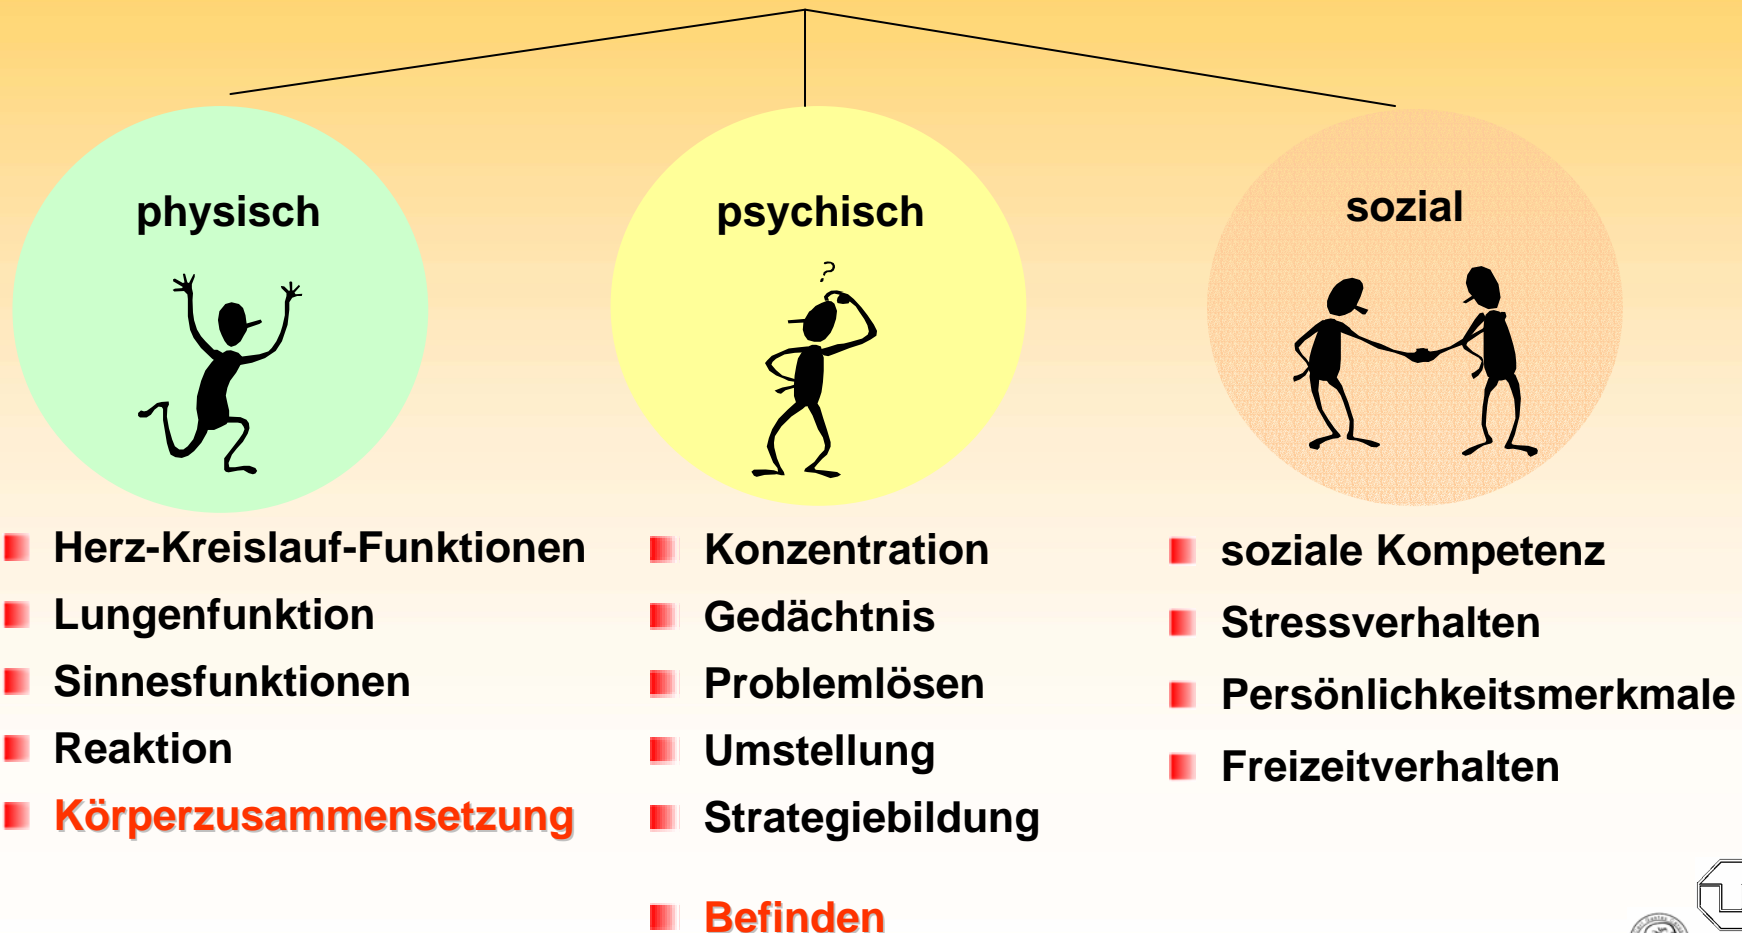 physisch
psychisch
sozial
?
Herz-Kreislauf-Funktionen
Lungenfunktion
Sinnesfunktionen
Reaktion
Körperzusammensetzung
Konzentration
Gedächtnis
Problemlösen
Umstellung
Strategiebildung
Befinden
soziale Kompetenz
Stressverhalten
Persönlichkeitsmerkmale
Freizeitverhalten